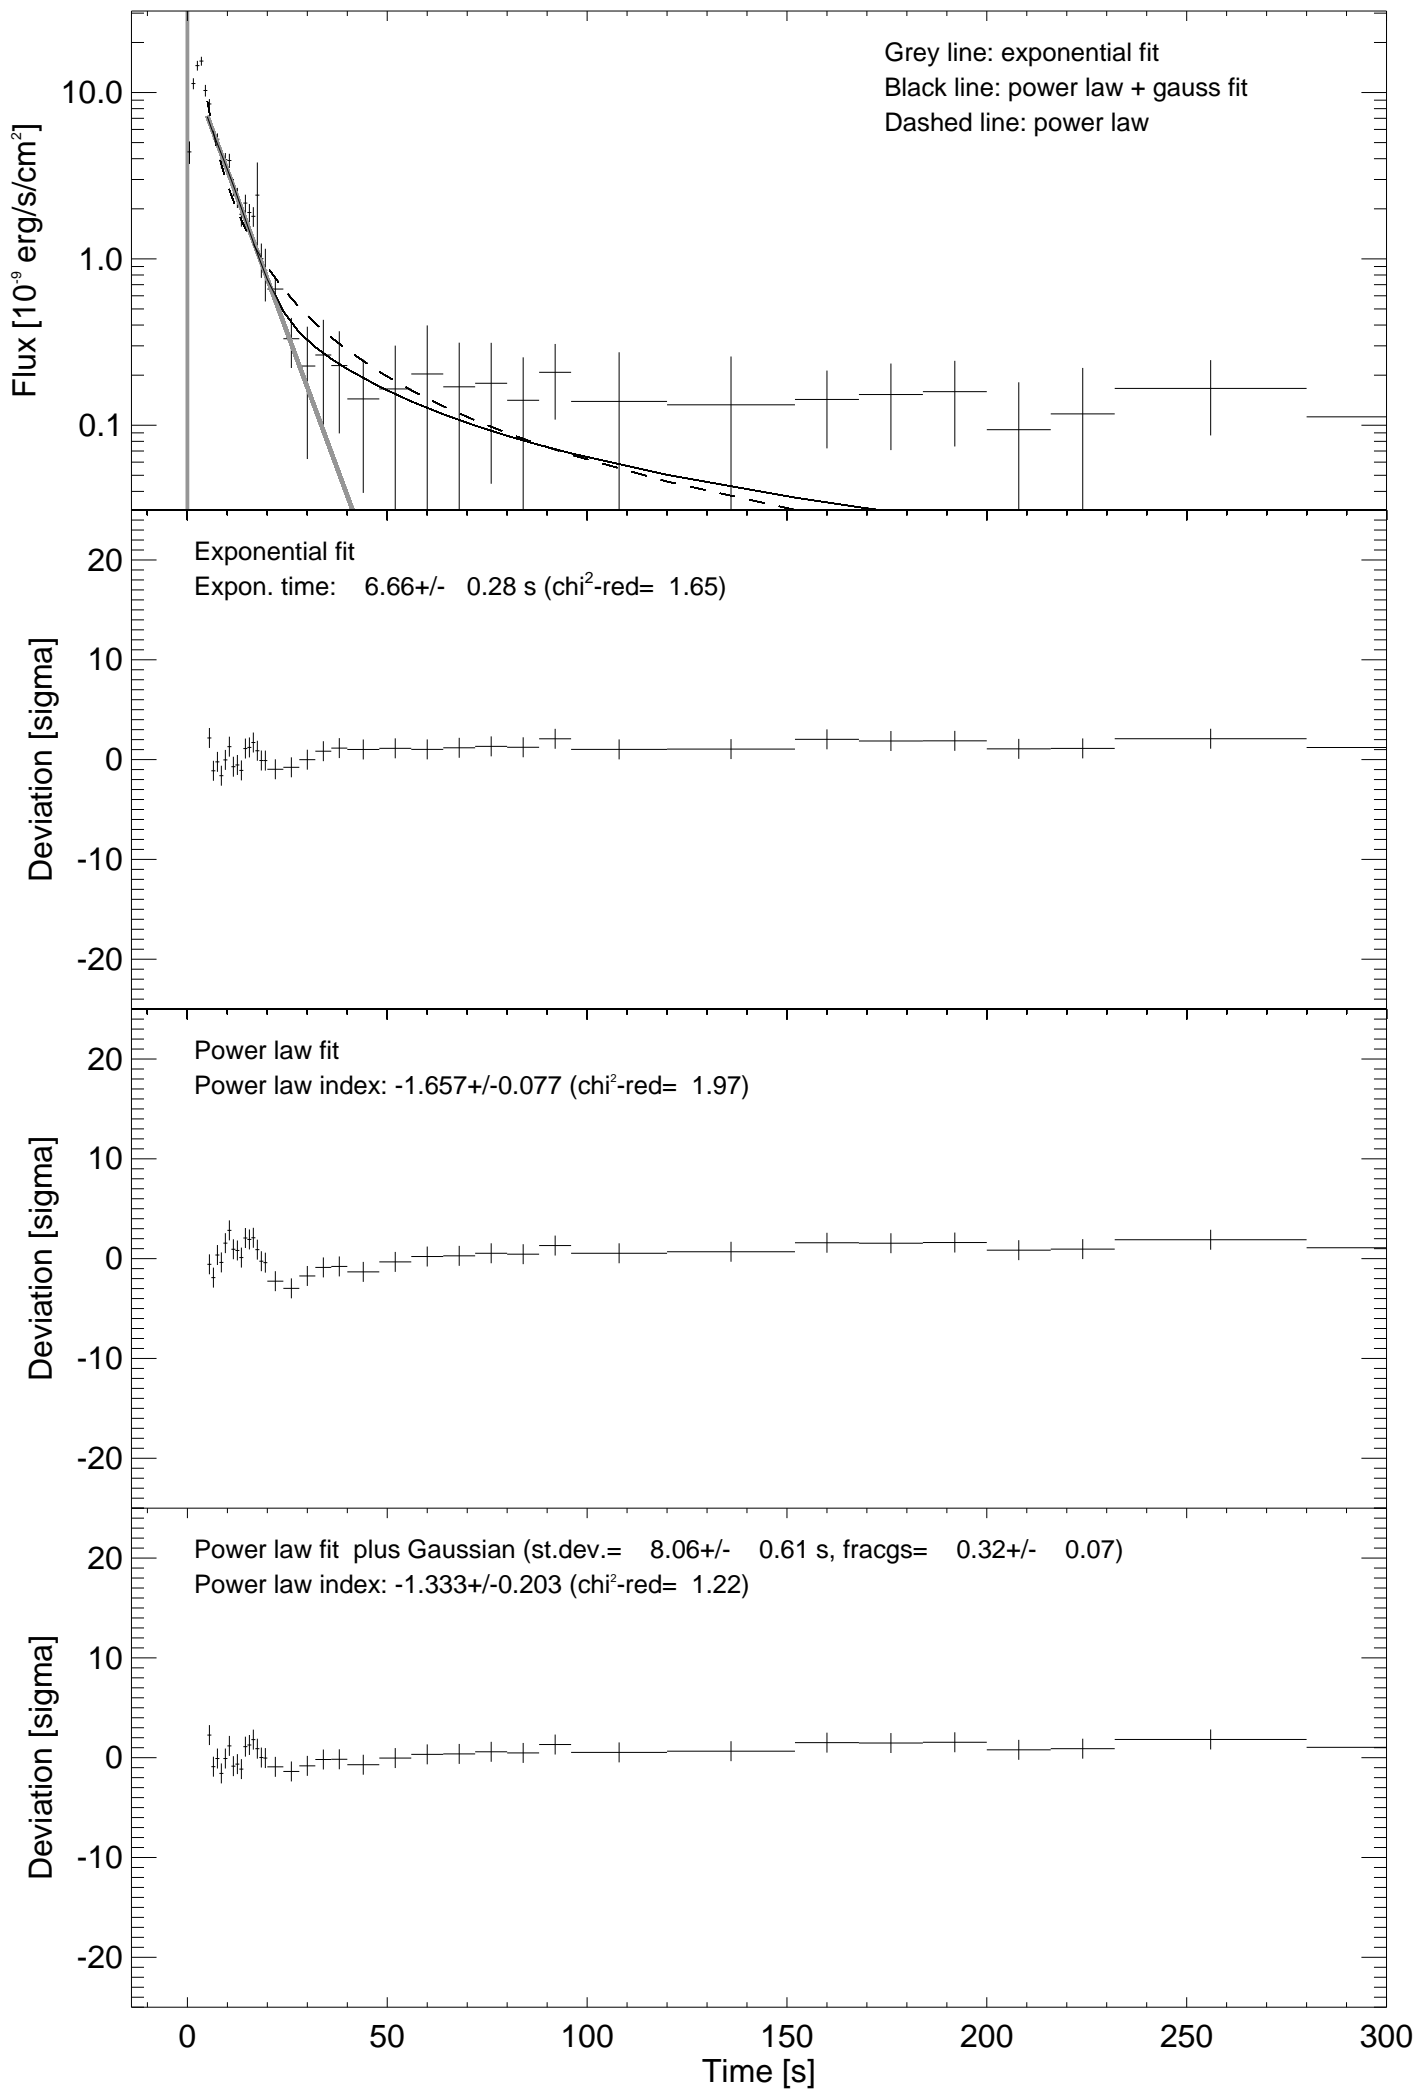 Grey line: exponential fit
Black line: power law + gauss fit
Dashed line: power law
10.0
1.0
0.1
Flux [10⁻⁹ erg/s/cm²]
Exponential fit
Expon. time: 6.66+/- 0.28 s (chi²-red= 1.65)
20
10
0
-10
-20
Deviation [sigma]
Power law fit
Power law index: -1.657+/-0.077 (chi²-red= 1.97)
20
10
0
-10
-20
Deviation [sigma]
Power law fit plus Gaussian (st.dev.= 8.06+/- 0.61 s, fracgs= 0.32+/- 0.07)
Power law index: -1.333+/-0.203 (chi²-red= 1.22)
20
10
0
-10
-20
Deviation [sigma]
0 50 100 150 200 250 300
Time [s]